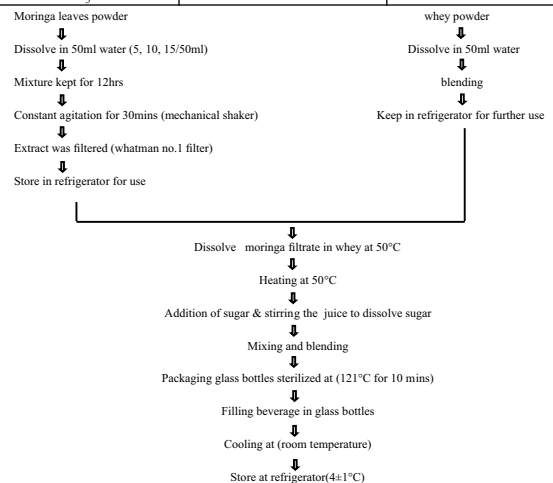 Moringa leaves powder
Dissolve in 50ml water (5, 10, 15/50ml)
Mixture kept for 12hrs
Constant agitation for 30mins (mechanical shaker)
Extract was filtered (whatman no.1 filter)
Store in refrigerator for use
whey powder
Dissolve in 50ml water
blending
Keep in refrigerator for further use
Dissolve moringa filtrate in whey at 50°C
Heating at 50°C
Addition of sugar & stirring the juice to dissolve sugar
Mixing and blending
Packaging glass bottles sterilized at (121°C for 10 mins)
Filling beverage in glass bottles
Cooling at (room temperature)
Store at refrigerator(4±1°C)